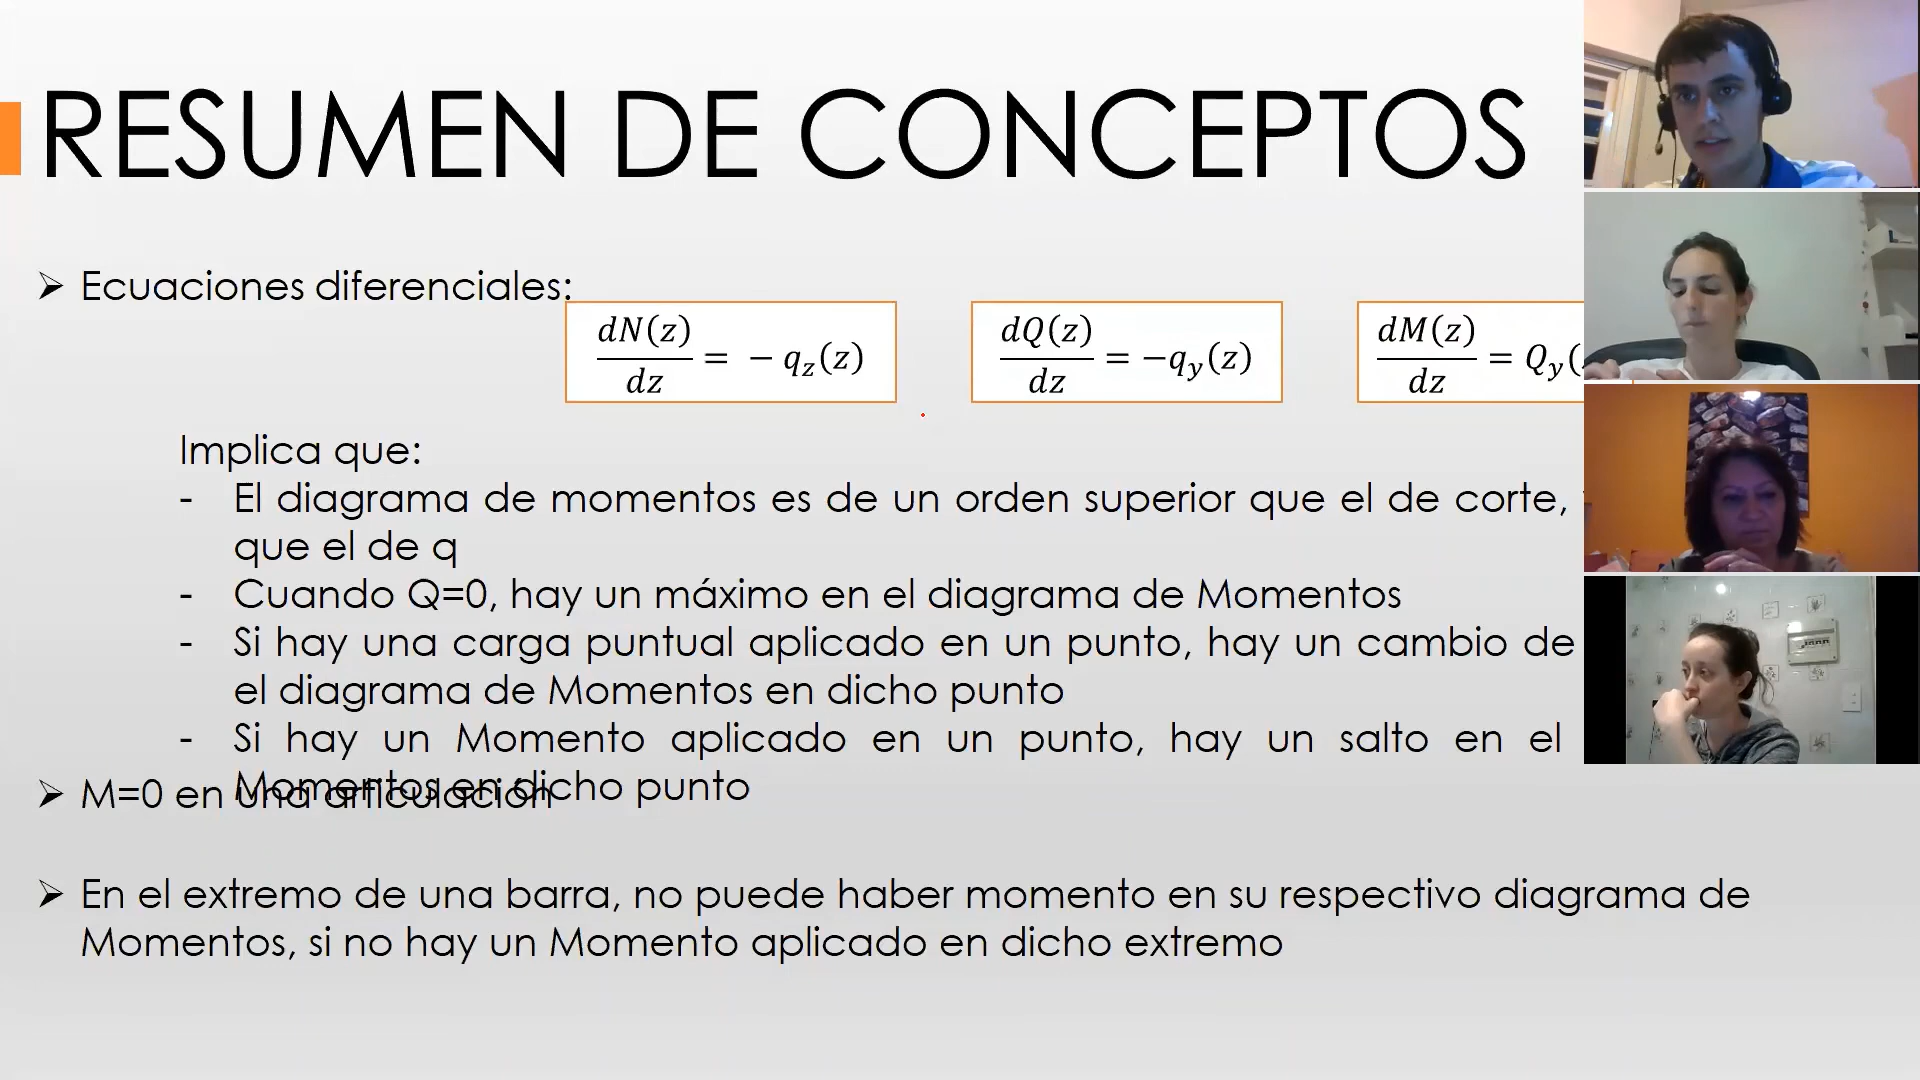 RESUMEN DE CONCEPTOS
Ecuaciones diferenciales:
dN(z)/dz = − q_z(z)
dQ(z)/dz = −q_y(z)
dM(z)/dz = Q_y(
Implica que:
- El diagrama de momentos es de un orden superior que el de corte,
que el de q
- Cuando Q=0, hay un máximo en el diagrama de Momentos
- Si hay una carga puntual aplicado en un punto, hay un cambio de
el diagrama de Momentos en dicho punto
- Si hay un Momento aplicado en un punto, hay un salto en el
Momentos en dicho punto
M=0 en una articulación
En el extremo de una barra, no puede haber momento en su respectivo diagrama de
Momentos, si no hay un Momento aplicado en dicho extremo